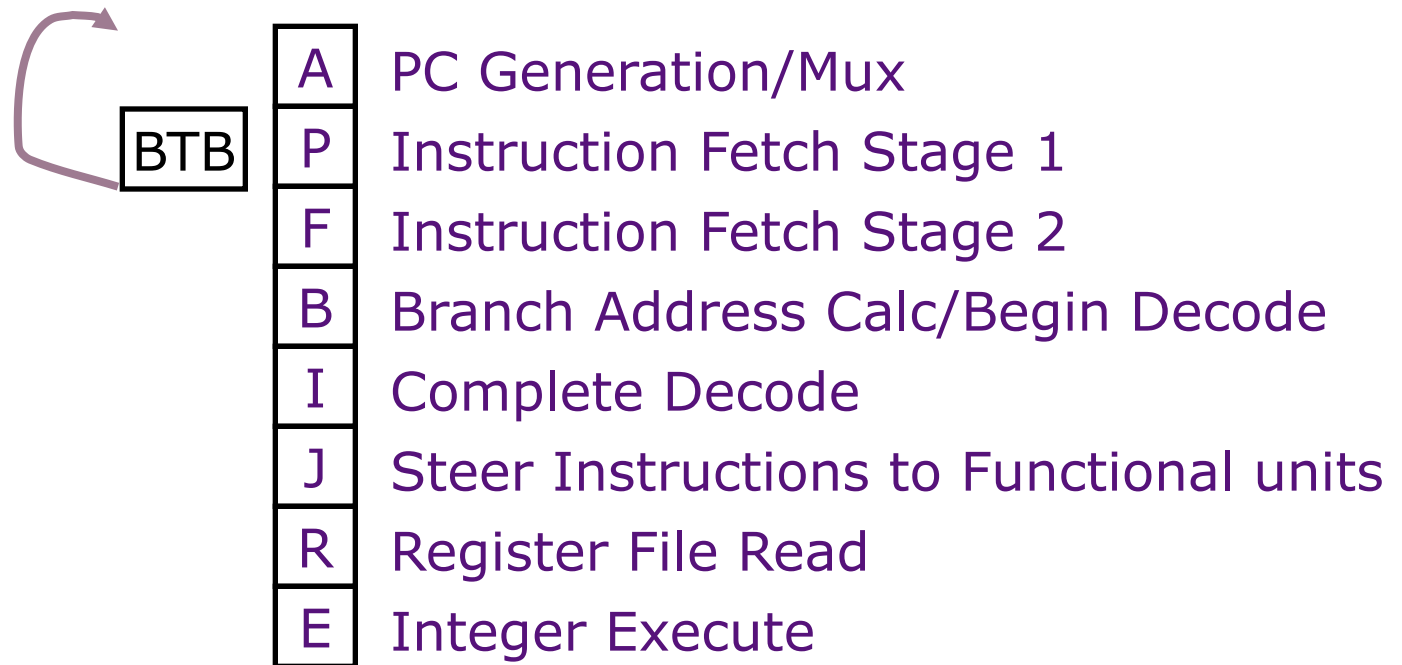 A PC Generation/Mux
BTB P Instruction Fetch Stage 1
F Instruction Fetch Stage 2
B Branch Address Calc/Begin Decode
I Complete Decode
J Steer Instructions to Functional units
R Register File Read
E Integer Execute